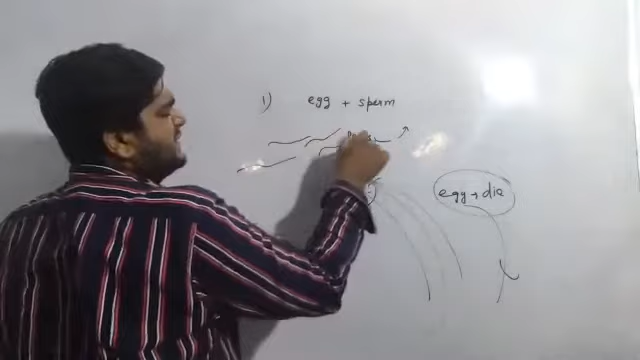 1) egg + sperm
egg → die